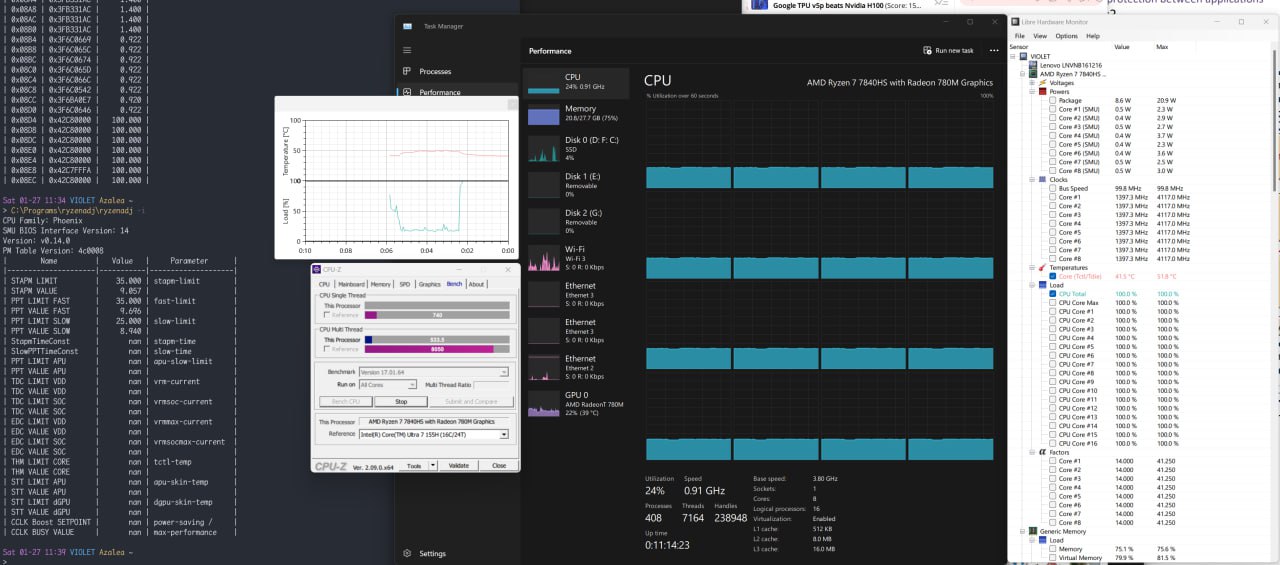 Google TPU v5p beats Nvidia H100 (Score: 15...
protection between applications
| 0x08A8 | 0x3FB331AC | 0.922 |
| 0x08B0 | 0x3FB331AC | 0.922 |
| 0x08B4 | 0x3F6C0669 | 0.922 |
| 0x08B8 | 0x3F6C065D | 0.922 |
| 0x08BC | 0x3F6C0674 | 0.922 |
| 0x08C0 | 0x3F6C065D | 0.922 |
| 0x08C4 | 0x3F6C066C | 0.922 |
| 0x08C8 | 0x3F6C0542 | 0.922 |
| 0x08CC | 0x3F6B40E7 | 0.920 |
| 0x08D0 | 0x3F6C0646 | 0.922 |
| 0x08D4 | 0x42C80000 | 100.000 |
| 0x08D8 | 0x42C80000 | 100.000 |
| 0x08DC | 0x42C80000 | 100.000 |
| 0x08E0 | 0x42C80000 | 100.000 |
| 0x08E4 | 0x42C80000 | 100.000 |
| 0x08E8 | 0x42C7FFFA | 100.000 |
| 0x08EC | 0x42C80000 | 100.000 |
Sat 01-27 11:34 VIOLET Azalea ~
> C:\Programs\ryzenadj\ryzenadj -i
CPU Family: Phoenix
SMU BIOS Interface Version: 14
Version: v0.14.0
PM Table Version: 4c0008
| Name | Value | Parameter |
| STAPM LIMIT | 35.000 | stapm-limit |
| STAPM VALUE | 9.057 | |
| PPT LIMIT FAST | 35.000 | fast-limit |
| PPT VALUE FAST | 9.696 | |
| PPT LIMIT SLOW | 25.000 | slow-limit |
| PPT VALUE SLOW | 8.940 | |
| StapmTimeConst | nan | stapm-time |
| SlowPPTTimeConst | nan | slow-time |
| PPT LIMIT APU | nan | apu-slow-limit |
| PPT VALUE APU | nan | |
| TDC LIMIT VDD | nan | vrm-current |
| TDC VALUE VDD | nan | |
| TDC LIMIT SOC | nan | vrmsoc-current |
| TDC VALUE SOC | nan | |
| EDC LIMIT VDD | nan | vrmmax-current |
| EDC VALUE VDD | nan | |
| EDC LIMIT SOC | nan | vrmsocmax-current |
| EDC VALUE SOC | nan | |
| THM LIMIT CORE | nan | tctl-temp |
| THM VALUE CORE | nan | |
| STT LIMIT APU | nan | apu-skin-temp |
| STT VALUE APU | nan | |
| STT LIMIT dGPU | nan | dgpu-skin-temp |
| STT VALUE dGPU | nan | |
| CCLK Boost SETPOINT | nan | power-saving / |
| CCLK BUSY VALUE | nan | max-performance |
Sat 01-27 11:39 VIOLET Azalea ~
>
Temperature [°C]
100
50
100
Load [%]
50
0
0:10 0:08 0:06 0:04 0:02 0:00
CPU-Z
CPU Mainboard Memory SPD Graphics Bench About
CPU Single Thread
This Processor
Reference 740
CPU Multi Thread
This Processor 533.5
Reference 8050
Benchmark Version 17.01.64
Run on All Cores Multi Thread Ratio
Bench CPU Stop Submit and Compare
This Processor AMD Ryzen 7 7840HS with Radeon 780M Graphics
Reference Intel(R) Core(TM) Ultra 7 155H (16C/24T)
CPU-Z Ver. 2.09.0.x64 Tools Validate Close
Task Manager
Processes
Performance
Settings
Performance
Run new task
CPU
24% 0.91 GHz
Memory
20.8/27.7 GB (75%)
Disk 0 (D: F: C:)
SSD
4%
Disk 1 (E:)
Removable
0%
Disk 2 (G:)
Removable
0%
Wi-Fi
Wi-Fi 3
S: 0 R: 0 Kbps
Ethernet
Ethernet 3
S: 0 R: 0 Kbps
Ethernet
Ethernet 3
S: 0 R: 0 Kbps
Ethernet
Ethernet 2
S: 0 R: 0 Kbps
GPU 0
AMD RadeonT 780M
22% (39 °C)
CPU AMD Ryzen 7 7840HS with Radeon 780M Graphics
% Utilization over 60 seconds 100%
Utilization Speed
24% 0.91 GHz
Processes Threads Handles
408 7164 238948
Up time
0:11:14:23
Base speed: 3.80 GHz
Sockets: 1
Cores: 8
Logical processors: 16
Virtualization: Enabled
L1 cache: 512 KB
L2 cache: 8.0 MB
L3 cache: 16.0 MB
Libre Hardware Monitor
File View Options Help
Sensor Value Max
VIOLET
Lenovo LNVNB161216
AMD Ryzen 7 7840HS ...
Voltages
Powers
Package 8.6 W 20.9 W
Core #1 (SMU) 0.5 W 2.3 W
Core #2 (SMU) 0.4 W 2.9 W
Core #3 (SMU) 0.5 W 2.7 W
Core #4 (SMU) 0.5 W 3.7 W
Core #5 (SMU) 0.5 W 2.3 W
Core #6 (SMU) 0.4 W 3.6 W
Core #7 (SMU) 0.5 W 2.5 W
Core #8 (SMU) 0.5 W 3.0 W
Clocks
Bus Speed 99.8 MHz 99.8 MHz
Core #1 1397.3 MHz 4117.0 MHz
Core #2 1397.3 MHz 4117.0 MHz
Core #3 1397.3 MHz 4117.0 MHz
Core #4 1397.3 MHz 4117.0 MHz
Core #5 1397.3 MHz 4117.0 MHz
Core #6 1397.3 MHz 4117.0 MHz
Core #7 1397.3 MHz 4117.0 MHz
Core #8 1397.3 MHz 4117.0 MHz
Temperatures
Core (Tctl/Tdie) 41.5 °C 51.8 °C
Load
CPU Total 100.0 % 100.0 %
CPU Core Max 100.0 % 100.0 %
CPU Core #1 100.0 % 100.0 %
CPU Core #2 100.0 % 100.0 %
CPU Core #3 100.0 % 100.0 %
CPU Core #4 100.0 % 100.0 %
CPU Core #5 100.0 % 100.0 %
CPU Core #6 100.0 % 100.0 %
CPU Core #7 100.0 % 100.0 %
CPU Core #8 100.0 % 100.0 %
CPU Core #9 100.0 % 100.0 %
CPU Core #10 100.0 % 100.0 %
CPU Core #11 100.0 % 100.0 %
CPU Core #12 100.0 % 100.0 %
CPU Core #13 100.0 % 100.0 %
CPU Core #14 100.0 % 100.0 %
CPU Core #15 100.0 % 100.0 %
CPU Core #16 100.0 % 100.0 %
Factors
Core #1 14.000 41.250
Core #2 14.000 41.250
Core #3 14.000 41.250
Core #4 14.000 41.250
Core #5 14.000 41.250
Core #6 14.000 41.250
Core #7 14.000 41.250
Core #8 14.000 41.250
Generic Memory
Load
Memory 75.1 % 75.6 %
Virtual Memory 79.9 % 81.5 %